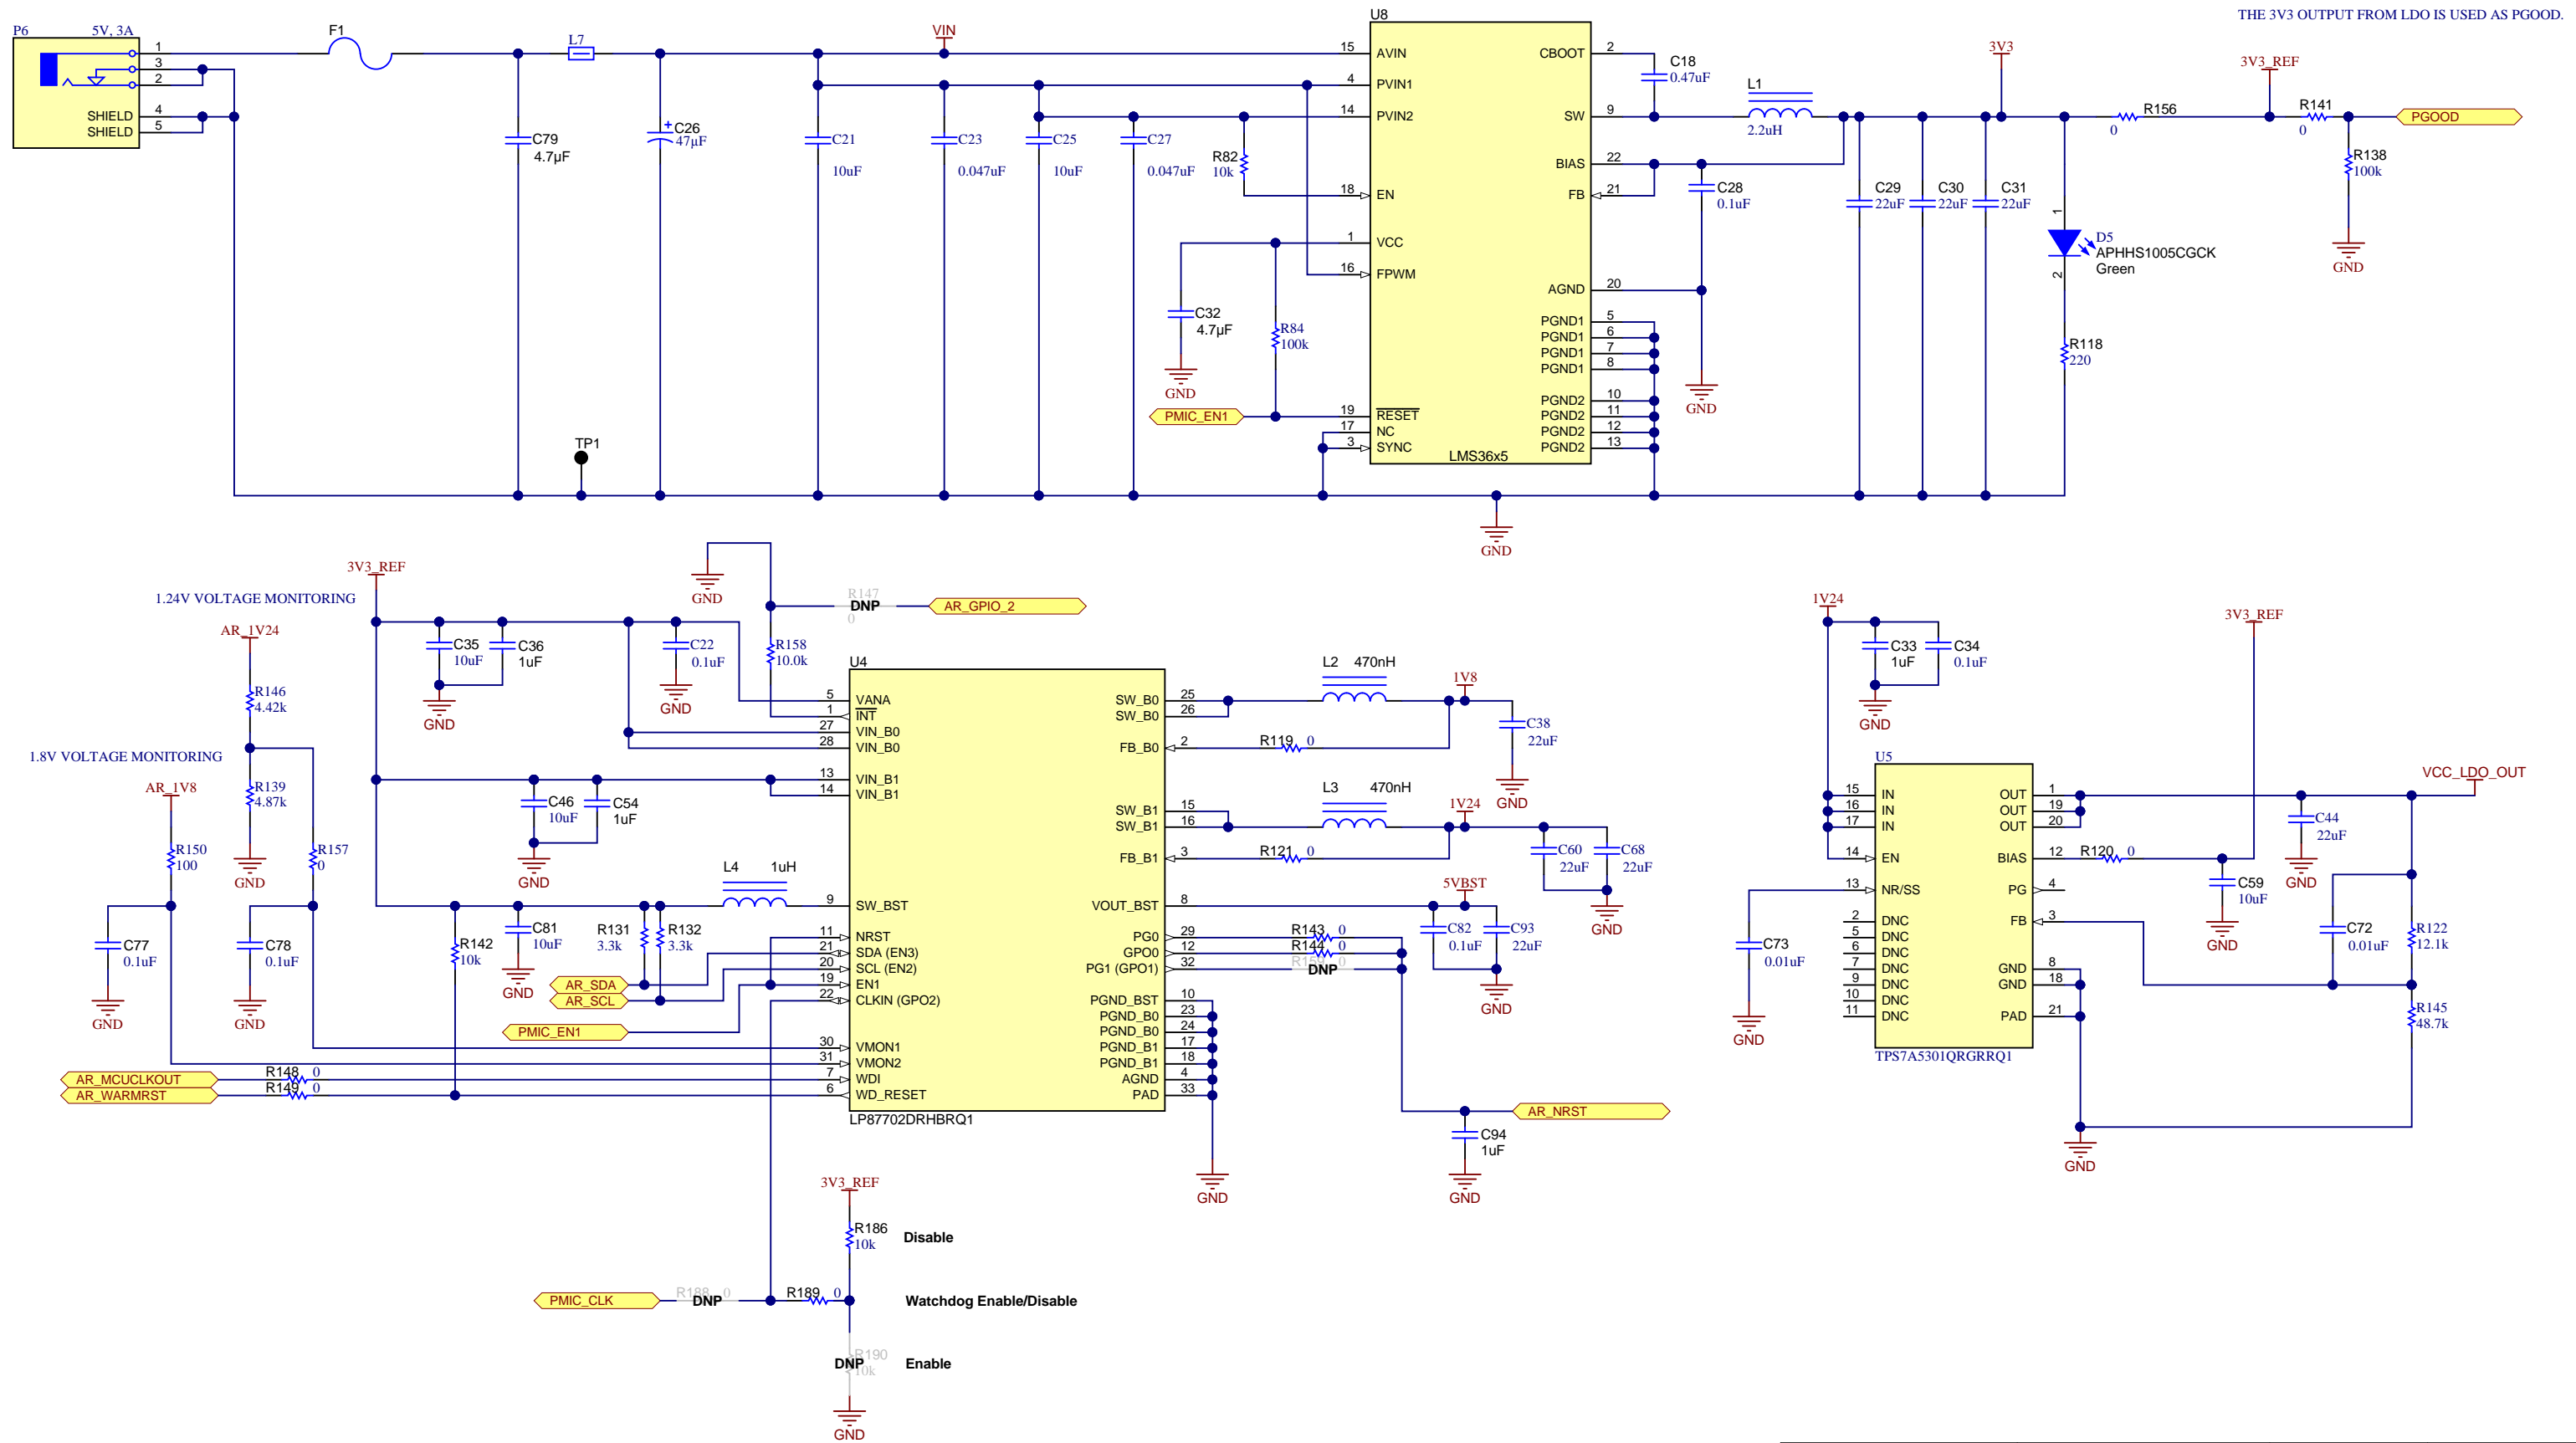 THE 3V3 OUTPUT FROM LDO IS USED AS PGOOD.
P6 5V, 3A
1
3
2
SHIELD 4
SHIELD 5
F1
C79
4.7µF
L7
C26
47µF
TP1
VIN
C21
10uF
C23
0.047uF
C25
10uF
C27
0.047uF
R82
10k
C32
4.7µF
GND
R84
100k
PMIC_EN1
U8
15 AVIN
4 PVIN1
14 PVIN2
18 EN
1 VCC
16 FPWM
19 RESET
17 NC
3 SYNC
CBOOT 2
SW 9
BIAS 22
FB 21
AGND 20
PGND1 5
PGND1 6
PGND1 7
PGND1 8
PGND2 10
PGND2 11
PGND2 12
PGND2 13
LMS36x5
GND
C18
0.47uF
L1
2.2uH
C28
0.1uF
GND
C29
22uF
C30
22uF
C31
22uF
3V3
1
D5
APHHS1005CGCK
Green
2
R118
220
R156
0
3V3_REF
R141
0
PGOOD
R138
100k
GND
3V3_REF
1.24V VOLTAGE MONITORING
AR_1V24
R146
4.42k
R139
4.87k
GND
R157
0
1.8V VOLTAGE MONITORING
AR_1V8
R150
100
C77
0.1uF
GND
C78
0.1uF
GND
C35
10uF
C36
1uF
GND
C22
0.1uF
GND
GND
R147
DNP
0
AR_GPIO_2
R158
10.0k
C46
10uF
C54
1uF
GND
L4 1uH
R142
10k
C81
10uF
GND
R131
3.3k
R132
3.3k
AR_SDA
AR_SCL
PMIC_EN1
AR_MCUCLKOUT
R148 0
AR_WARMRST
R149 0
U4
5 VANA
1 INT
27 VIN_B0
28 VIN_B0
13 VIN_B1
14 VIN_B1
9 SW_BST
11 NRST
21 SDA (EN3)
20 SCL (EN2)
19 EN1
22 CLKIN (GPO2)
30 VMON1
31 VMON2
7 WDI
6 WD_RESET
SW_B0 25
SW_B0 26
FB_B0 2
SW_B1 15
SW_B1 16
FB_B1 3
VOUT_BST 8
PG0 29
GPO0 12
PG1 (GPO1) 32
PGND_BST 10
PGND_B0 23
PGND_B0 24
PGND_B1 17
PGND_B1 18
AGND 4
PAD 33
LP87702DRHBRQ1
GND
L2 470nH
1V8
R119 0
C38
22uF
GND
L3 470nH
1V24
R121 0
C60
22uF
C68
22uF
GND
5VBST
C82
0.1uF
C93
22uF
GND
R143 0
R144 0
R159 0
DNP
AR_NRST
C94
1uF
GND
3V3_REF
R186
10k
Disable
PMIC_CLK
R188 0
DNP
R189 0
Watchdog Enable/Disable
R190
DNP
10k
Enable
GND
1V24
C33
1uF
C34
0.1uF
GND
U5
15 IN
16 IN
17 IN
14 EN
13 NR/SS
2 DNC
5 DNC
6 DNC
7 DNC
9 DNC
10 DNC
11 DNC
OUT 1
OUT 19
OUT 20
BIAS 12
PG 4
FB 3
GND 8
GND 18
PAD 21
TPS7A5301QRGRRQ1
C73
0.01uF
GND
R120 0
3V3_REF
C59
10uF
GND
VCC_LDO_OUT
C44
22uF
GND
C72
0.01uF
R122
12.1k
R145
48.7k
GND